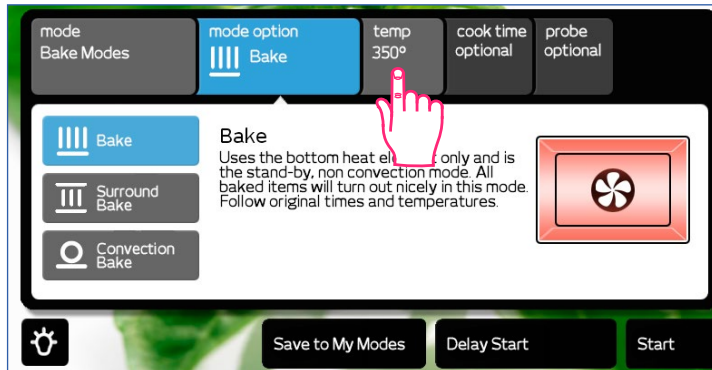 mode
Bake Modes
mode option
Bake
temp
350°
cook time
optional
probe
optional
Bake
Surround
Bake
Convection
Bake
Bake
Uses the bottom heat el only and is
the stand-by, non convection mode. All
baked items will turn out nicely in this mode.
Follow original times and temperatures.
Save to My Modes
Delay Start
Start